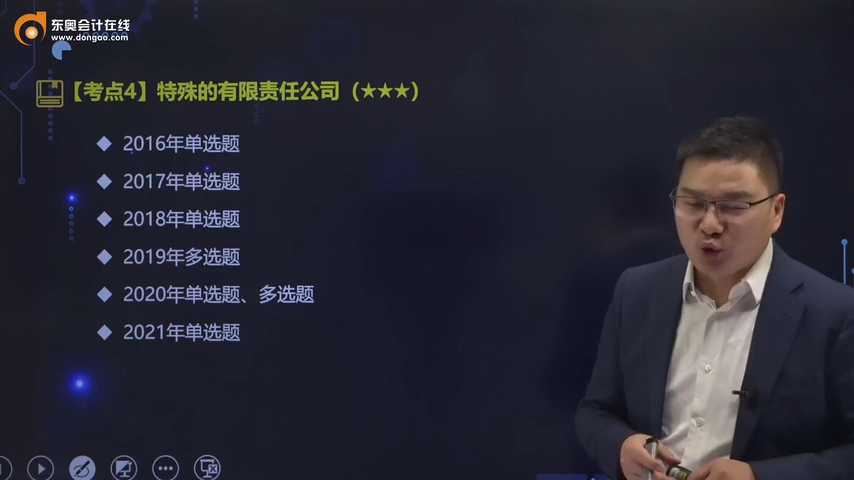 东奥会计在线
www.dongao.com
【考点4】特殊的有限责任公司（★★★）
◆ 2016年单选题
◆ 2017年单选题
◆ 2018年单选题
◆ 2019年多选题
◆ 2020年单选题、多选题
◆ 2021年单选题